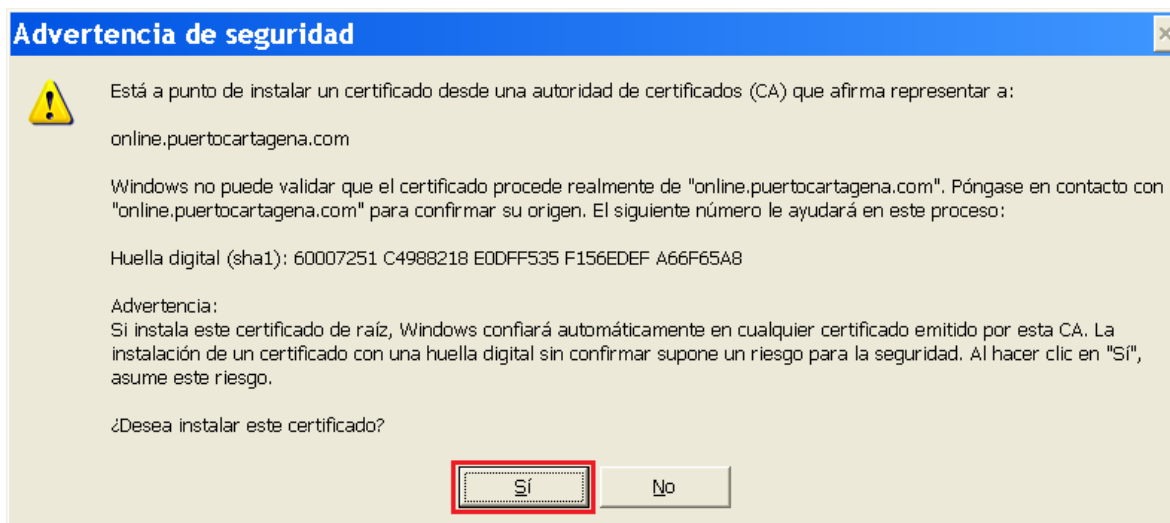 Advertencia de seguridad
Está a punto de instalar un certificado desde una autoridad de certificados (CA) que afirma representar a:
online.puertocartagena.com
Windows no puede validar que el certificado procede realmente de "online.puertocartagena.com". Póngase en contacto con
"online.puertocartagena.com" para confirmar su origen. El siguiente número le ayudará en este proceso:
Huella digital (sha1): 60007251 C4988218 E0DFF535 F156EDEF A66F65A8
Advertencia:
Si instala este certificado de raíz, Windows confiará automáticamente en cualquier certificado emitido por esta CA. La
instalación de un certificado con una huella digital sin confirmar supone un riesgo para la seguridad. Al hacer clic en "Sí",
asume este riesgo.
¿Desea instalar este certificado?
Sí No